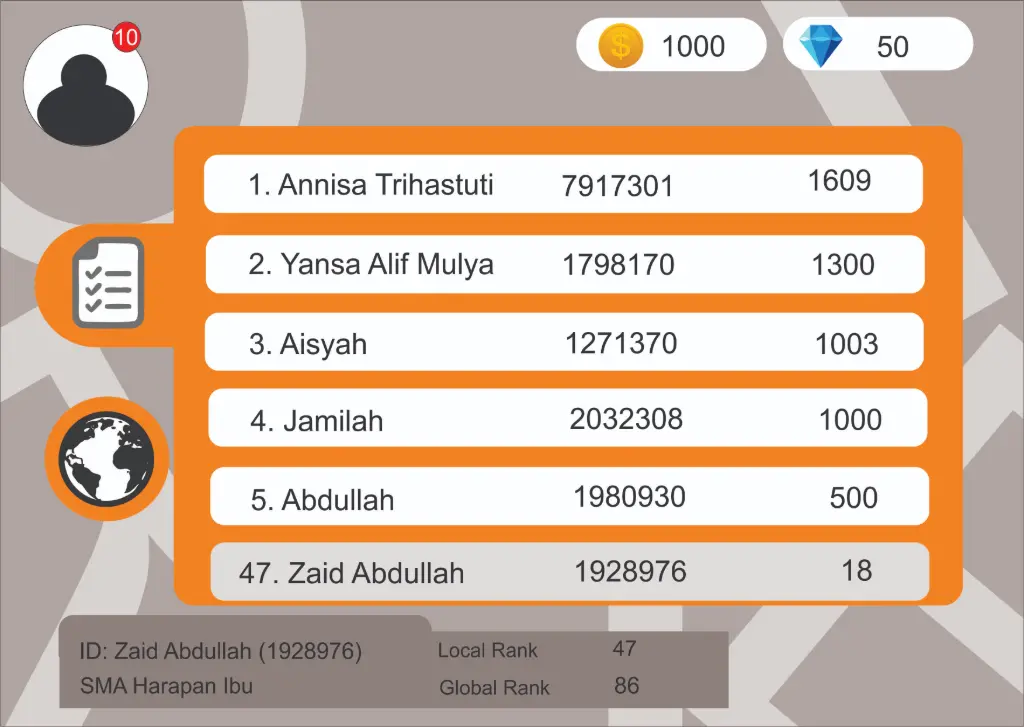 10
$ 1000 50
1. Annisa Trihastuti 7917301 1609
2. Yansa Alif Mulya 1798170 1300
3. Aisyah 1271370 1003
4. Jamilah 2032308 1000
5. Abdullah 1980930 500
47. Zaid Abdullah 1928976 18
ID: Zaid Abdullah (1928976) Local Rank 47
SMA Harapan Ibu Global Rank 86